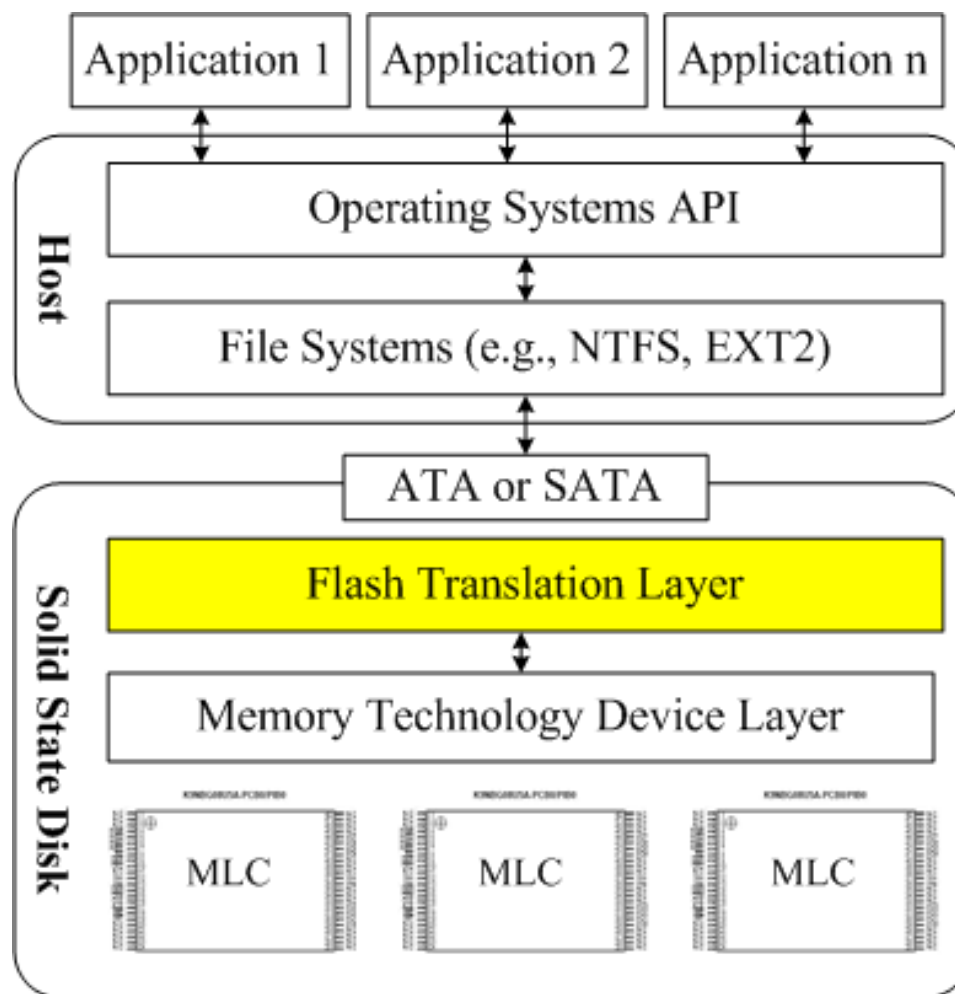 Application 1
Application 2
Application n
Operating Systems API
Host
File Systems (e.g., NTFS, EXT2)
ATA or SATA
Flash Translation Layer
Solid State Disk
Memory Technology Device Layer
MLC
MLC
MLC